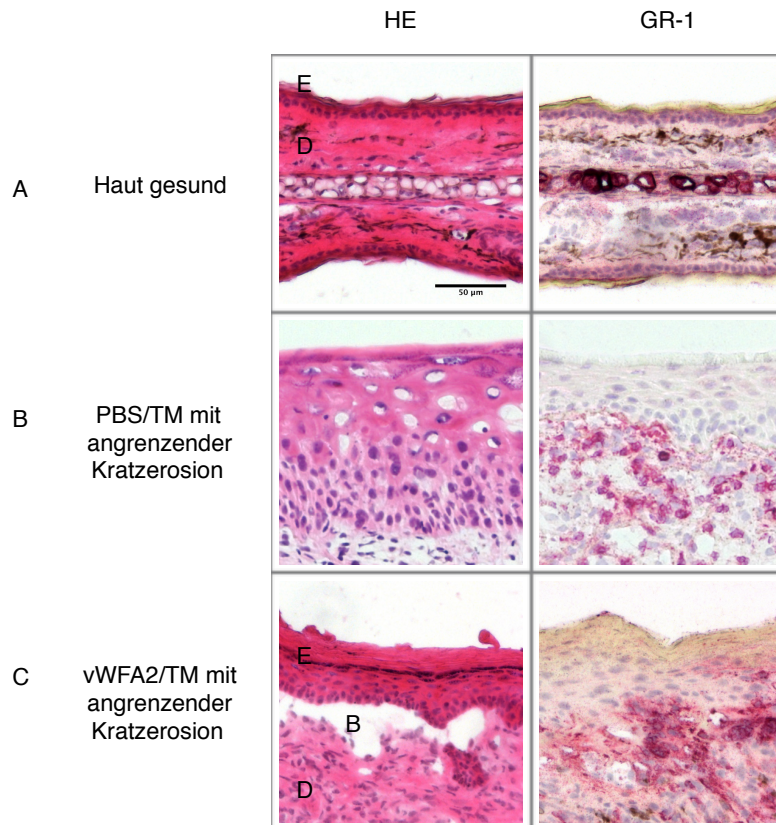 HE GR-1
E
D
A Haut gesund
50 µm
B PBS/TM mit
angrenzender
Kratzerosion
E
C vWFA2/TM mit
angrenzender
Kratzerosion
B
D